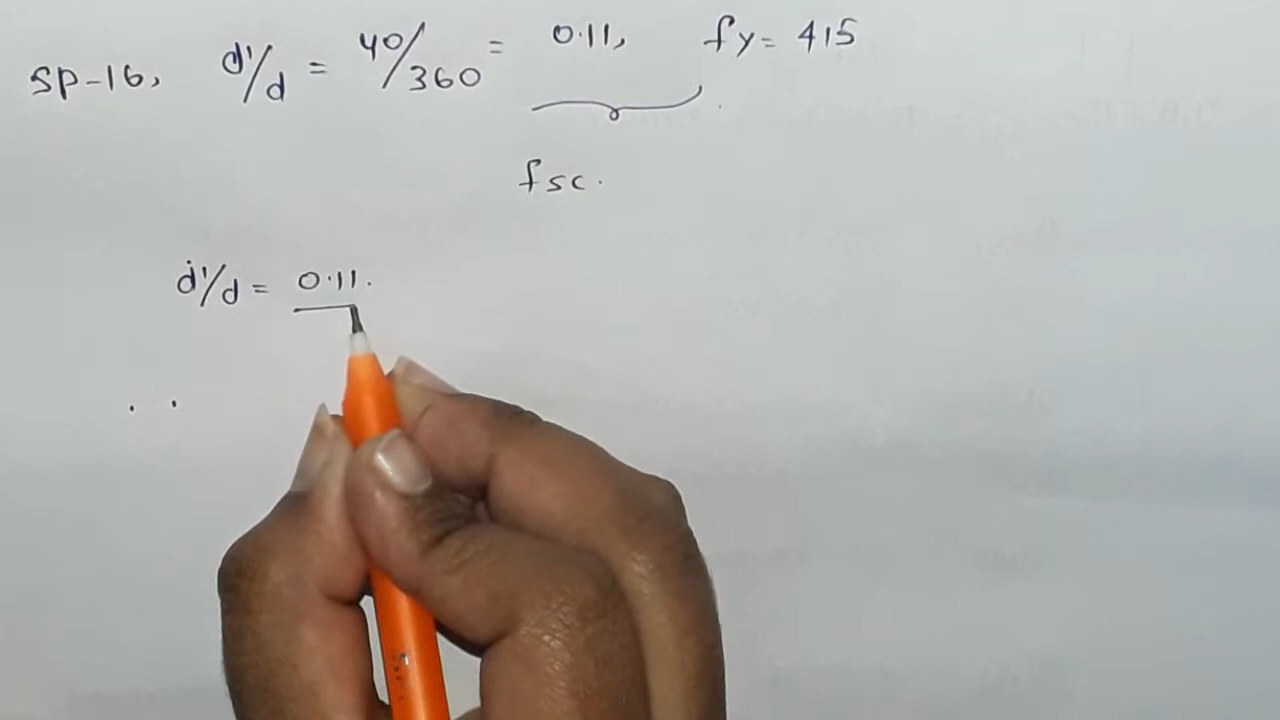 SP-16, d'/d = 40/360 = 0.11, fy = 415
fsc.
d'/d = 0.11.